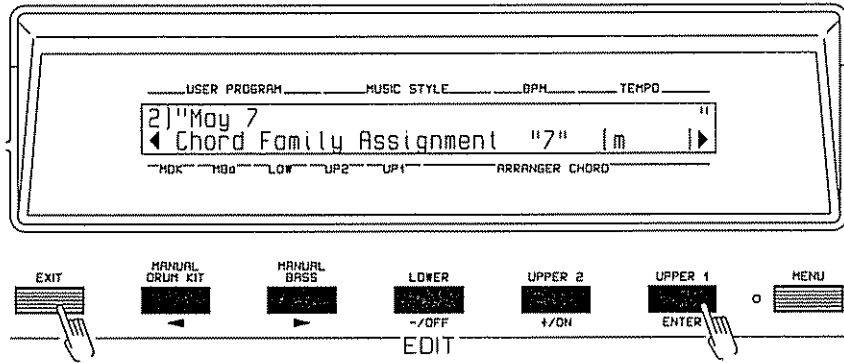 USER PROGRAM MUSIC STYLE BPM TEMPO
2)"May 7 "
◀ Chord Family Assignment "7" [m ]▶
MDK MBa LOW UP2 UP1 ARRANGER CHORD
EXIT MANUAL DRUM KIT MANUAL BASS LOWER UPPER 2 UPPER 1 MENU
◀ ▶ -/OFF +/ON ENTER
EDIT